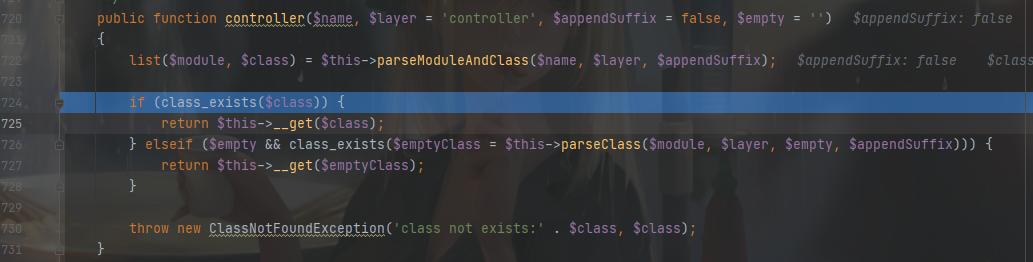 720 public function controller($name, $layer = 'controller', $appendSuffix = false, $empty = '') $appendSuffix: false
721 {
722 list($module, $class) = $this->parseModuleAndClass($name, $layer, $appendSuffix); $appendSuffix: false $class
723
724 if (class_exists($class)) {
725 return $this->__get($class);
726 } elseif ($empty && class_exists($emptyClass = $this->parseClass($module, $layer, $empty, $appendSuffix))) {
727 return $this->__get($emptyClass);
728 }
729
730 throw new ClassNotFoundException('class not exists:' . $class, $class);
731 }